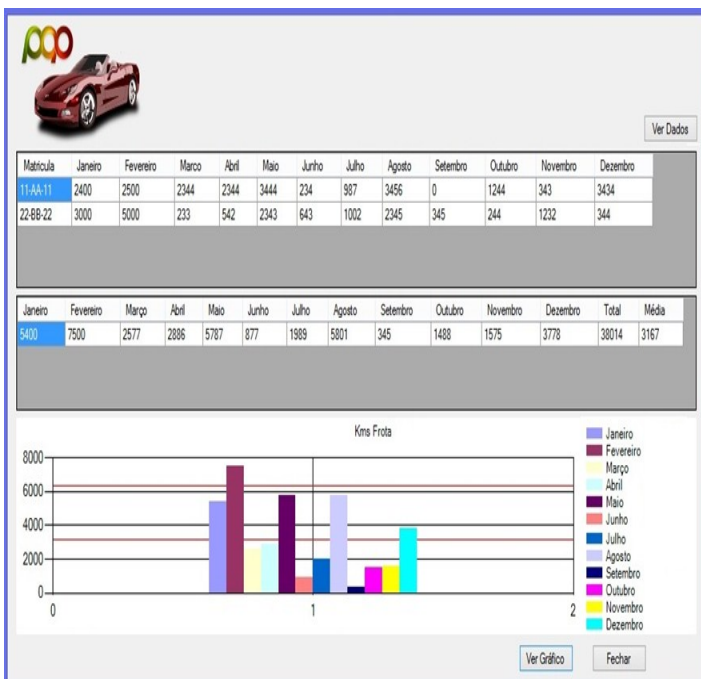 pqp
Ver Dados
Matricula Janeiro Fevereiro Marco Abril Maio Junho Julho Agosto Setembro Outubro Novembro Dezembro
11-AA-11 2400 2500 2344 2344 3444 234 987 3456 0 1244 343 3434
22-BB-22 3000 5000 233 542 2343 643 1002 2345 345 244 1232 344
Janeiro Fevereiro Março Abril Maio Junho Julho Agosto Setembro Outubro Novembro Dezembro Total Média
5400 7500 2577 2886 5787 877 1989 5801 345 1488 1575 3778 38014 3167
Kms Frota
8000
6000
4000
2000
0
0 1 2
Janeiro
Fevereiro
Março
Abril
Maio
Junho
Julho
Agosto
Setembro
Outubro
Novembro
Dezembro
Ver Gráfico Fechar